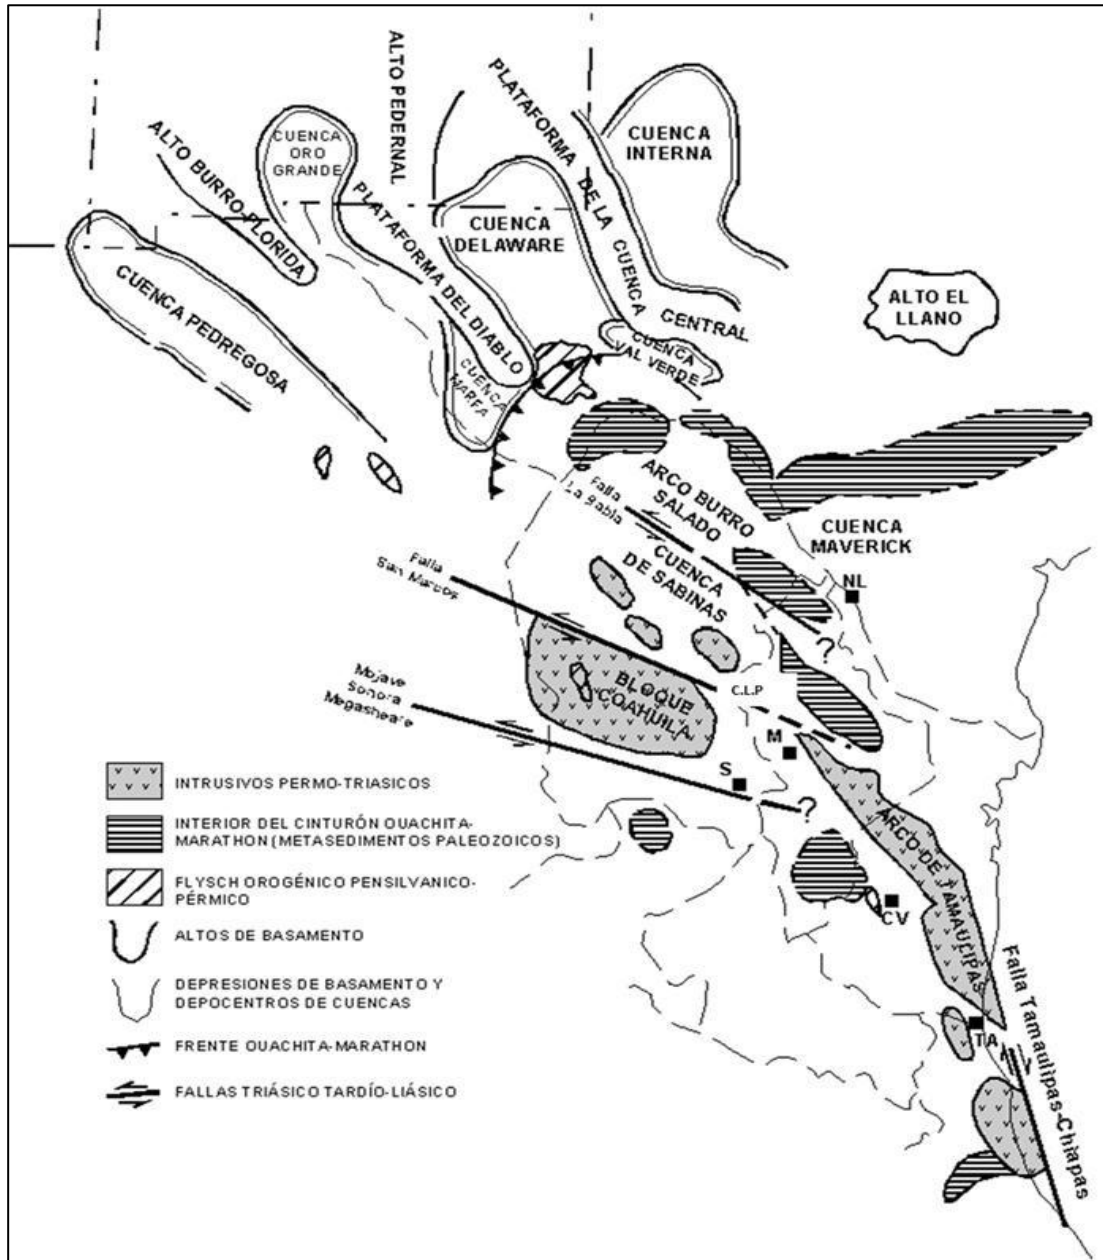 ALTO PEDERNAL
PLATAFORMA DE LA CUENCA CENTRAL
CUENCA
INTERNA
CUENCA
ORO
GRANDE
ALTO BURRO-FLORIDA
PLATAFORMA DEL DIABLO
CUENCA
DELAWARE
CUENCA PEDREGOSA
ALTO EL
LLANO
CUENCA
VAL VERDE
CUENCA
MARFA
ARCO BURRO
SALADO
Falla
La Babia
CUENCA
MAVERICK
NL
CUENCA
DE SABINAS
Falla
San Marcos
?
BLOQUE
COAHUILA
C.L.P
Mojave
Sonora
Megasheare
M
S
?
ARCO DE TAMAULIPAS
CV
TA
Falla Tamaulipas-Chiapas
INTRUSIVOS PERMO-TRIASICOS
INTERIOR DEL CINTURÓN OUACHITA-
MARATHON (METASEDIMENTOS PALEOZOICOS)
FLYSCH OROGÉNICO PENSILVANICO-
PÉRMICO
ALTOS DE BASAMENTO
DEPRESIONES DE BASAMENTO Y
DEPOCENTROS DE CUENCAS
FRENTE OUACHITA-MARATHON
FALLAS TRIÁSICO TARDÍO-LIÁSICO